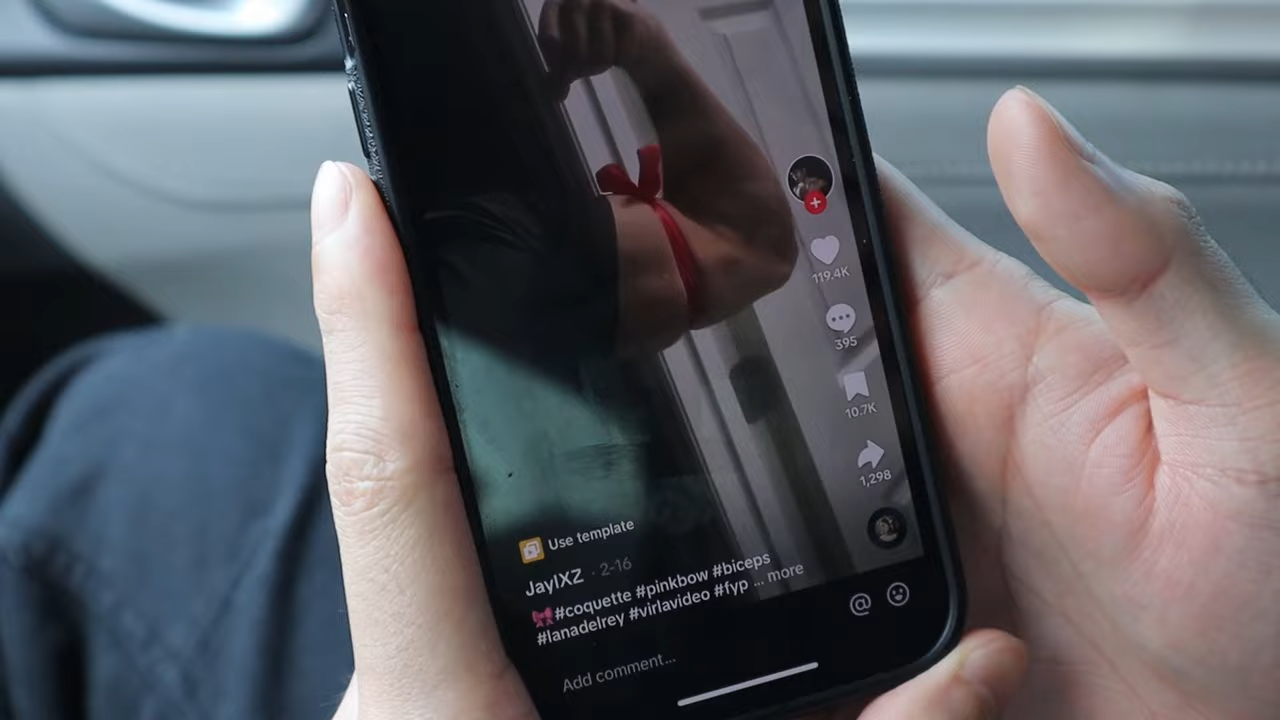 119.4K
395
10.7K
1,298
Use template
JayIXZ · 2-16
🎀#coquette #pinkbow #biceps
#lanadelrey #virlavideo #fyp ... more
Add comment...